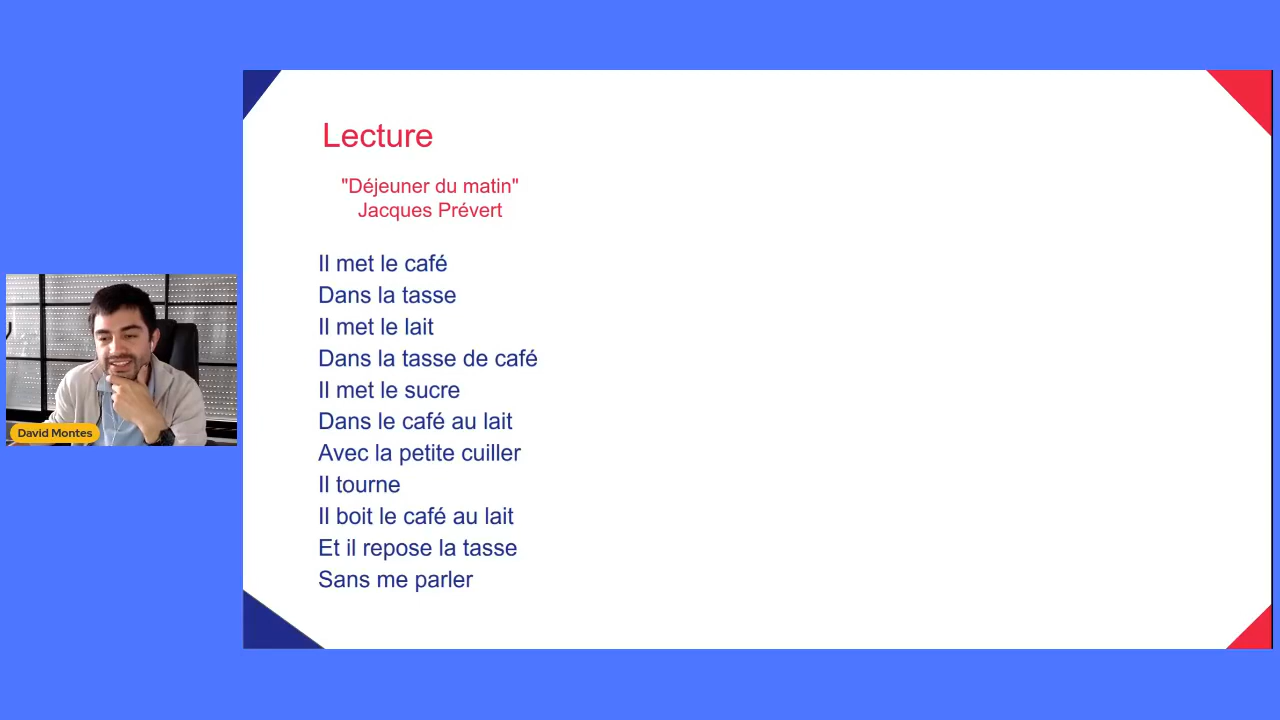 Lecture
"Déjeuner du matin"
Jacques Prévert
Il met le café
Dans la tasse
Il met le lait
Dans la tasse de café
Il met le sucre
Dans le café au lait
Avec la petite cuiller
Il tourne
Il boit le café au lait
Et il repose la tasse
Sans me parler
David Montes